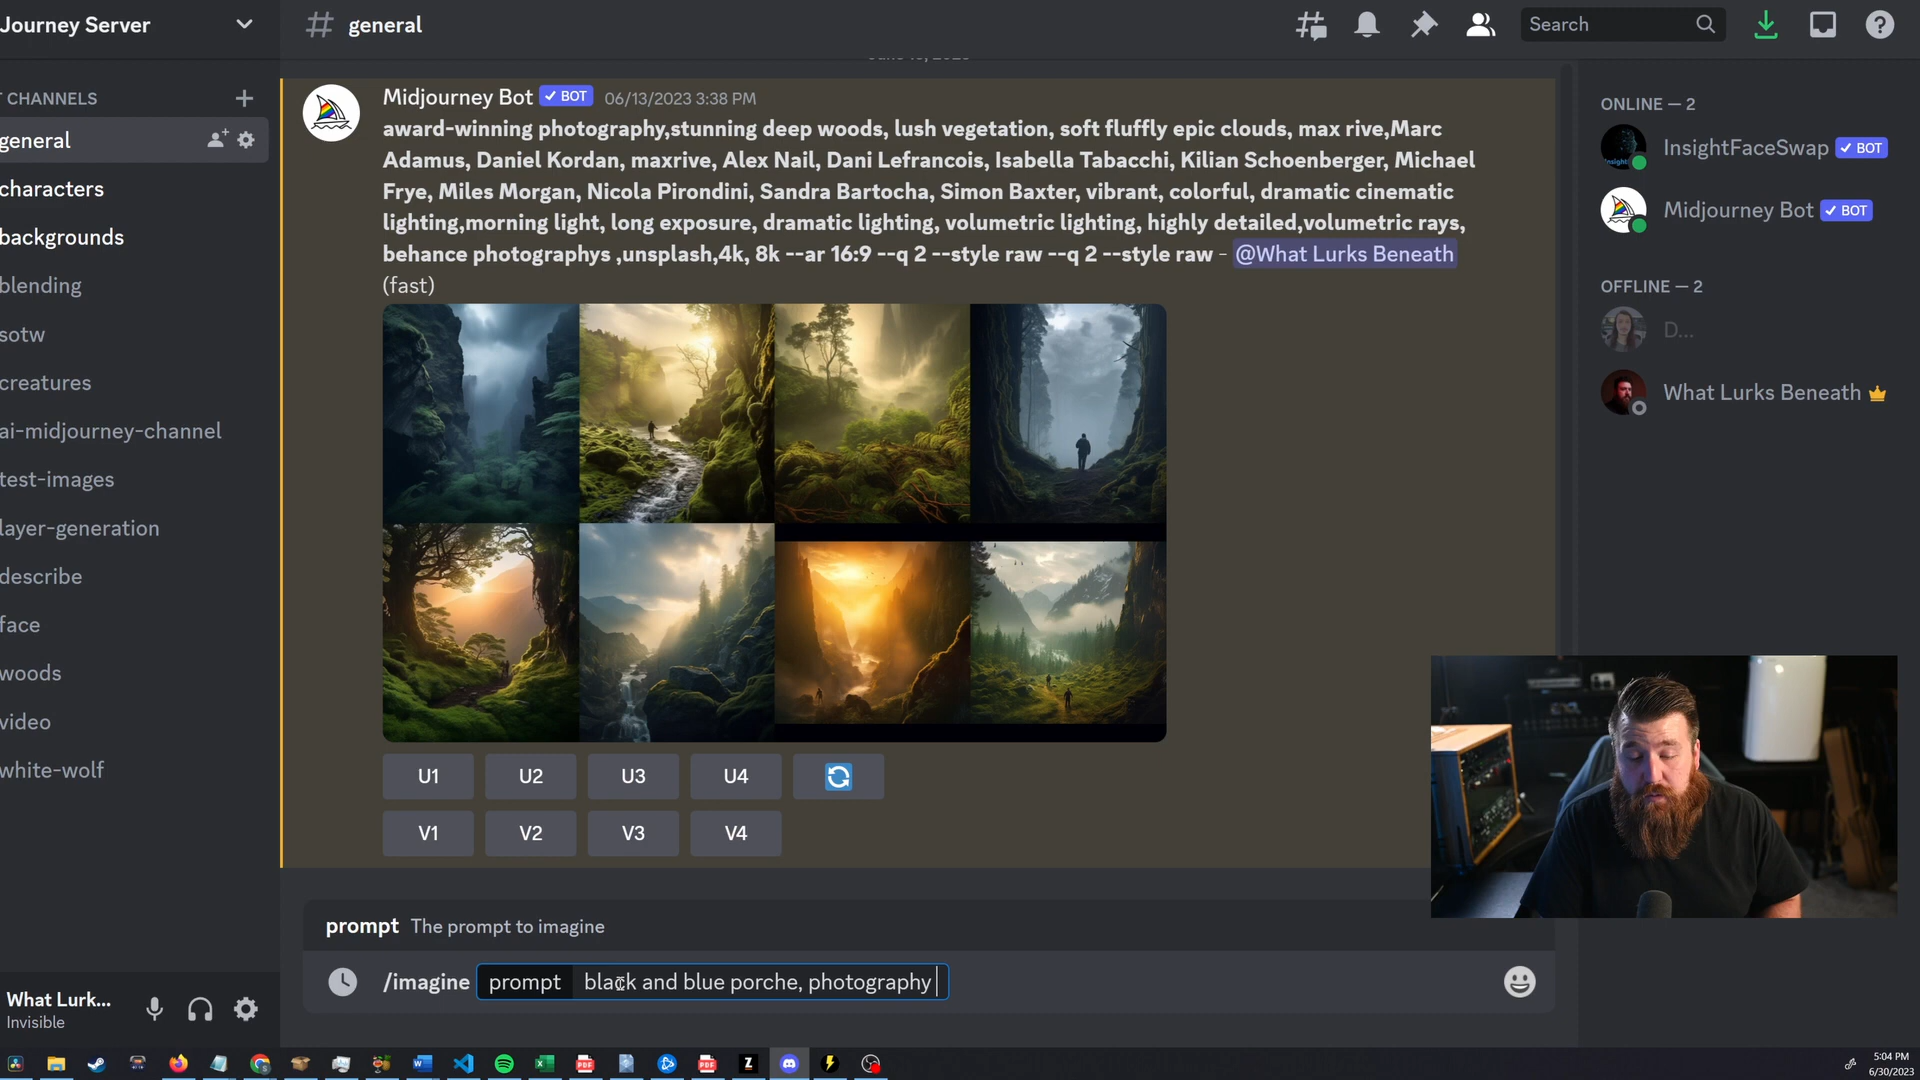 Journey Server
general
Search
CHANNELS
general
characters
backgrounds
blending
sotw
creatures
ai-midjourney-channel
test-images
layer-generation
describe
face
woods
video
white-wolf
What Lurk...
Invisible
Midjourney Bot ✓ BOT 06/13/2023 3:38 PM
award-winning photography,stunning deep woods, lush vegetation, soft fluffly epic clouds, max rive,Marc
Adamus, Daniel Kordan, maxrive, Alex Nail, Dani Lefrancois, Isabella Tabacchi, Kilian Schoenberger, Michael
Frye, Miles Morgan, Nicola Pirondini, Sandra Bartocha, Simon Baxter, vibrant, colorful, dramatic cinematic
lighting,morning light, long exposure, dramatic lighting, volumetric lighting, highly detailed,volumetric rays,
behance photographys ,unsplash,4k, 8k --ar 16:9 --q 2 --style raw --q 2 --style raw - @What Lurks Beneath
(fast)
U1 U2 U3 U4
V1 V2 V3 V4
prompt The prompt to imagine
/imagine prompt black and blue porche, photography
ONLINE — 2
InsightFaceSwap ✓ BOT
Midjourney Bot ✓ BOT
OFFLINE — 2
D...
What Lurks Beneath
5:04 PM
6/30/2023